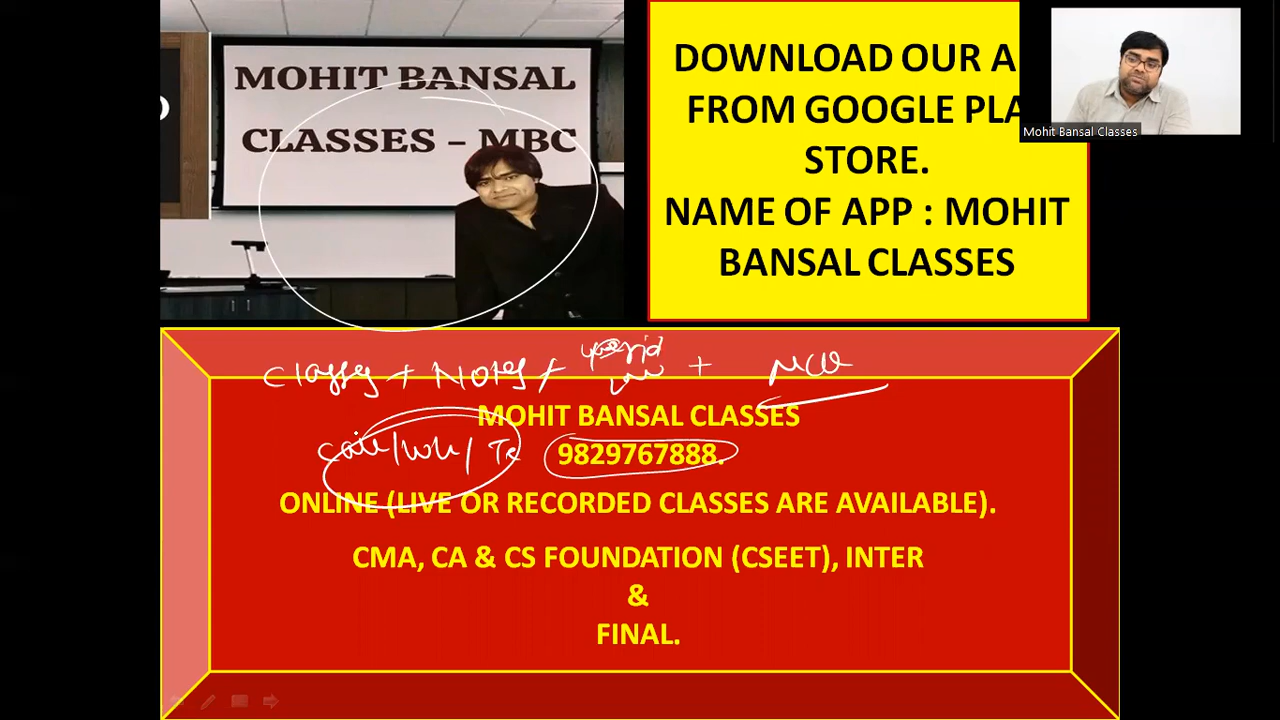 MOHIT BANSAL
CLASSES – MBC
DOWNLOAD OUR A
FROM GOOGLE PLA
STORE.
NAME OF APP : MOHIT
BANSAL CLASSES
Mohit Bansal Classes
Classes + Notes +
+ MCQ
MOHIT BANSAL CLASSES
9829767888.
ONLINE (LIVE OR RECORDED CLASSES ARE AVAILABLE).
CMA, CA & CS FOUNDATION (CSEET), INTER
&
FINAL.